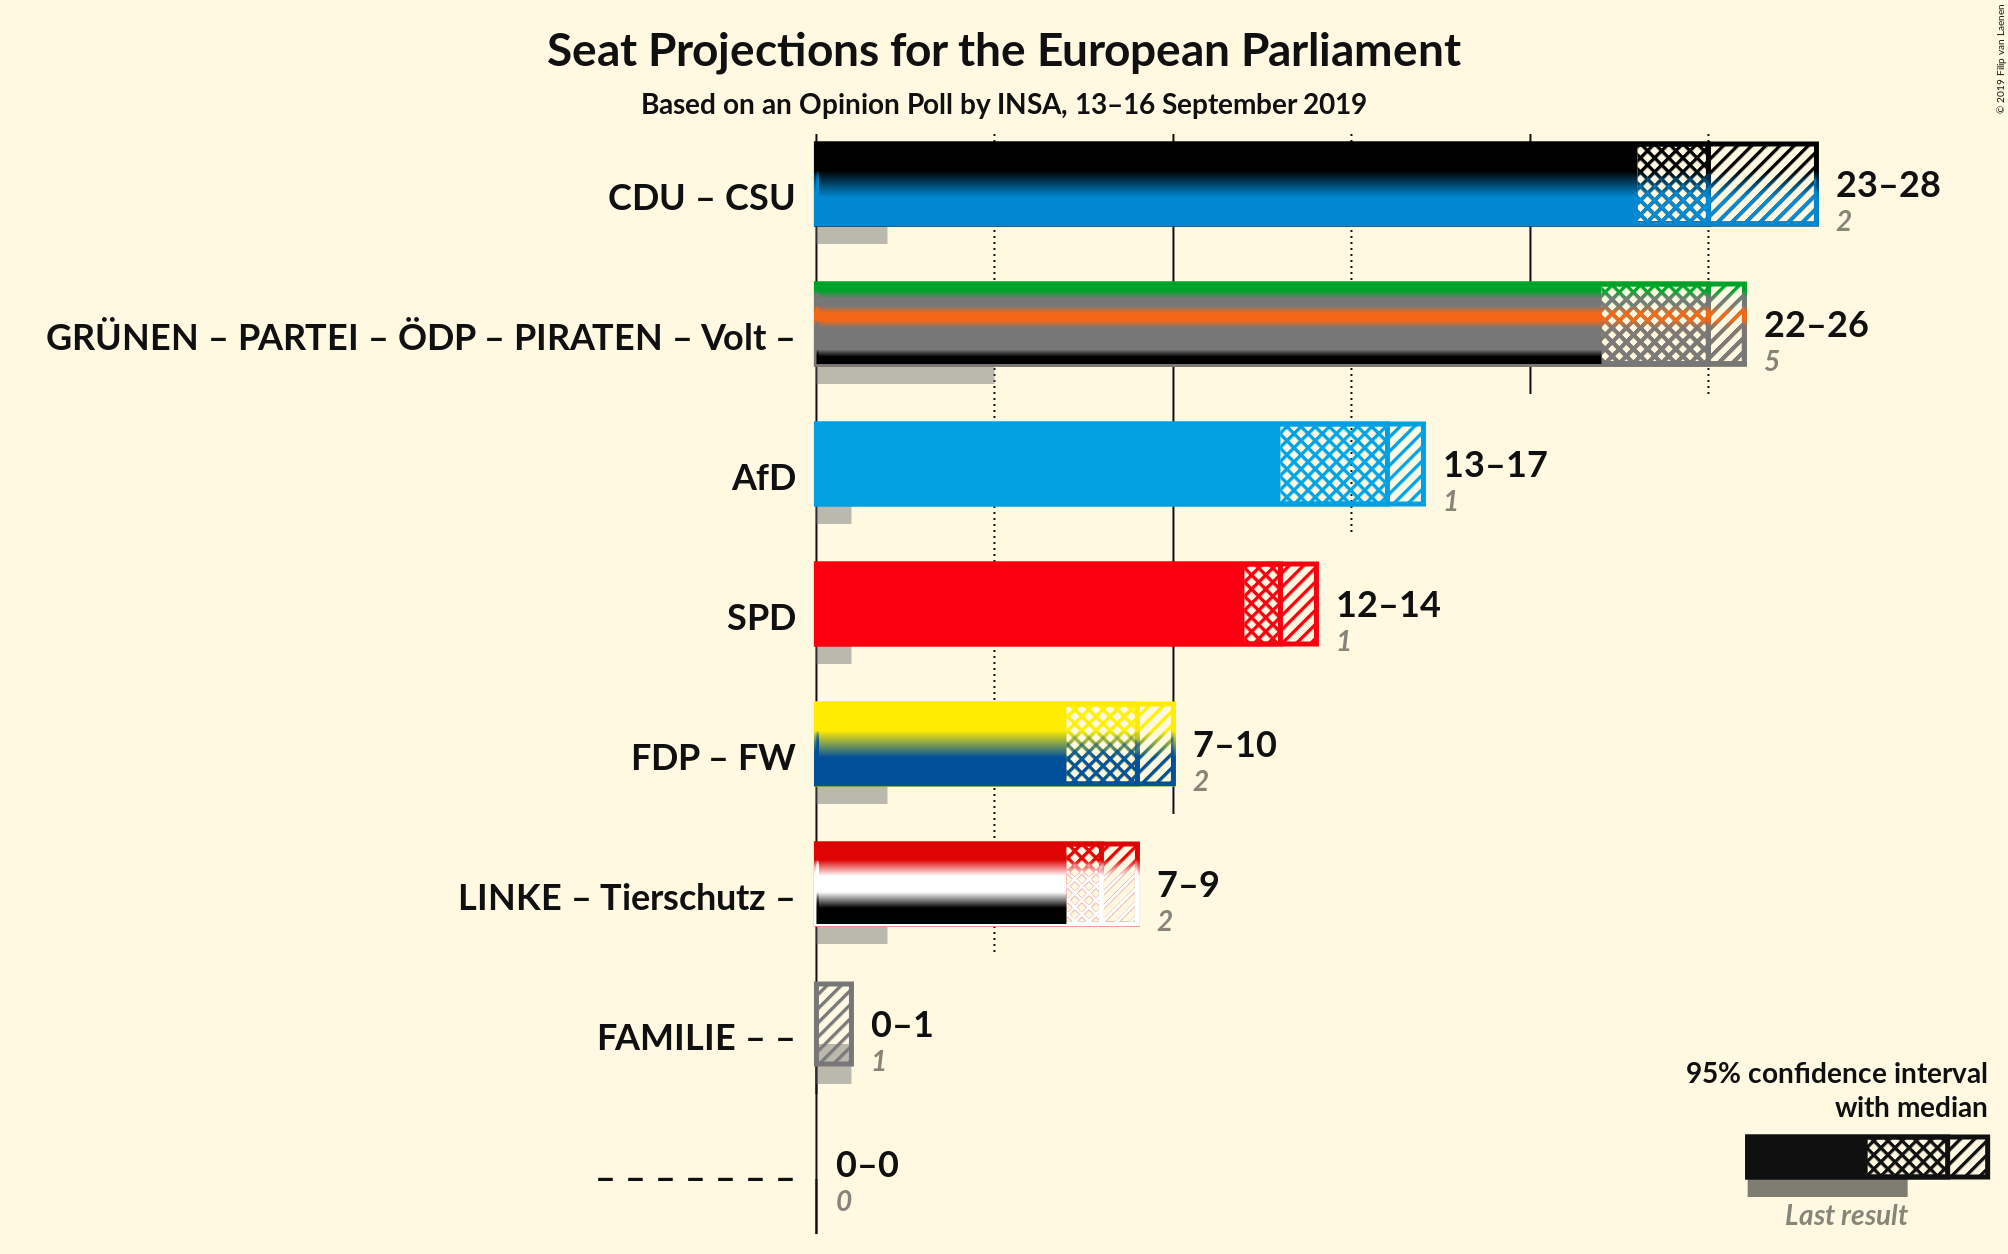 Seat Projections for the European Parliament
Based on an Opinion Poll by INSA, 13–16 September 2019
© 2019 Filip van Laenen
CDU – CSU
23–28
2
GRÜNEN – PARTEI – ÖDP – PIRATEN – Volt –
22–26
5
AfD
13–17
1
SPD
12–14
1
FDP – FW
7–10
2
LINKE – Tierschutz –
7–9
2
FAMILIE – –
0–1
1
– – – – – – –
0–0
0
95% confidence interval
with median
Last result